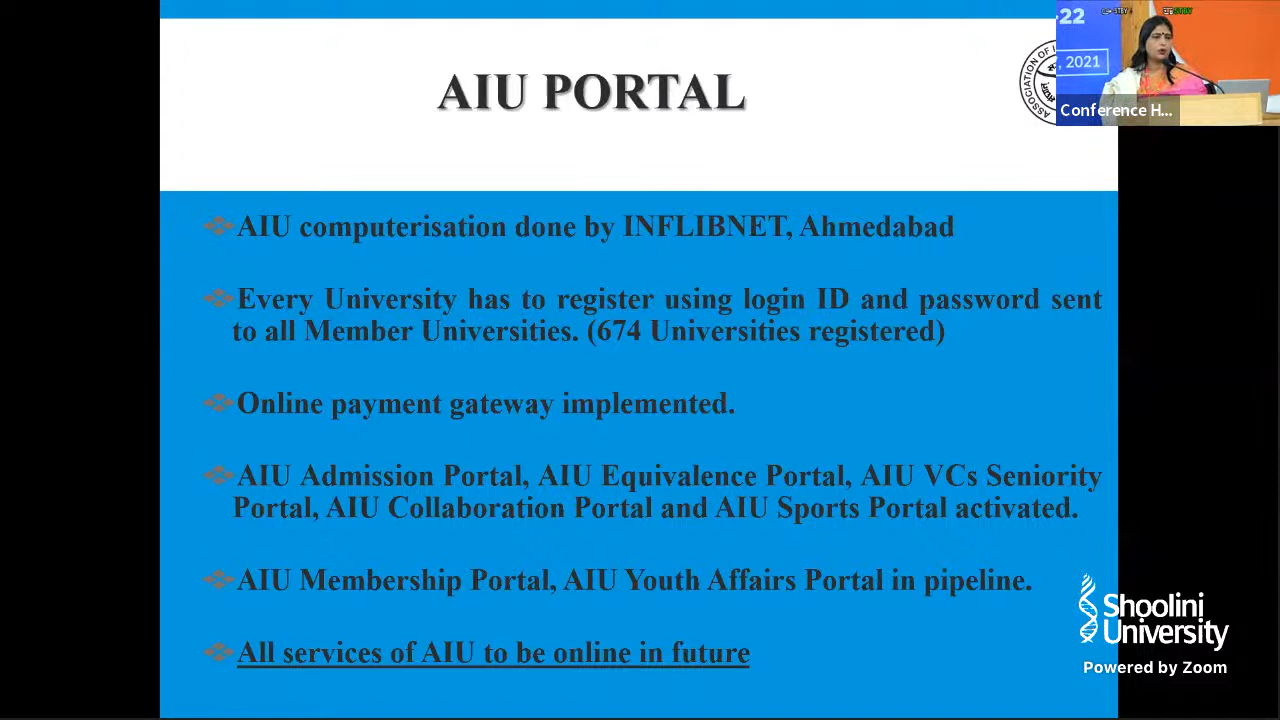 AIU PORTAL
-22
, 2021
Conference H...
ASSOCIATION OF I
AIU computerisation done by INFLIBNET, Ahmedabad
Every University has to register using login ID and password sent
to all Member Universities. (674 Universities registered)
Online payment gateway implemented.
AIU Admission Portal, AIU Equivalence Portal, AIU VCs Seniority
Portal, AIU Collaboration Portal and AIU Sports Portal activated.
AIU Membership Portal, AIU Youth Affairs Portal in pipeline.
All services of AIU to be online in future
Shoolini
University
Powered by Zoom